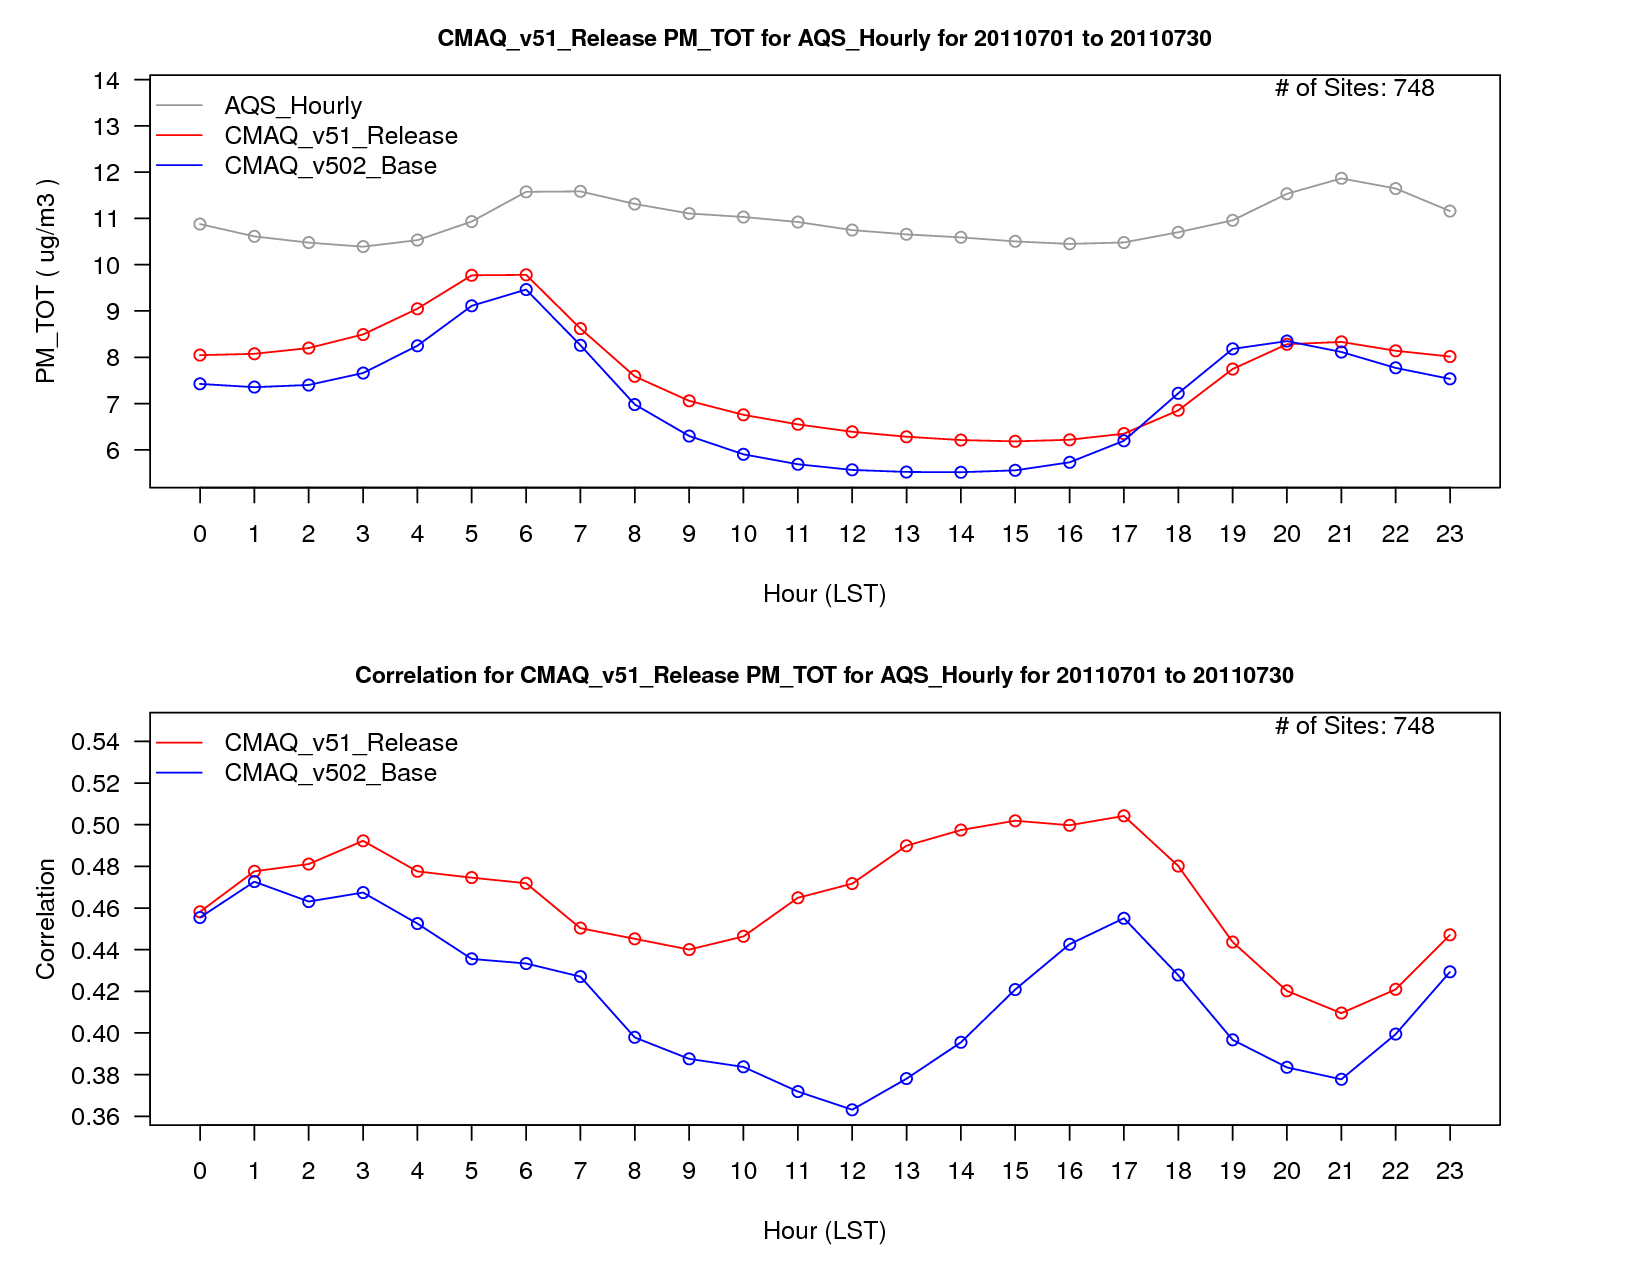 CMAQ_v51_Release PM_TOT for AQS_Hourly for 20110701 to 20110730
# of Sites: 748
AQS_Hourly
CMAQ_v51_Release
CMAQ_v502_Base
PM_TOT ( ug/m3 )
14
13
12
11
10
9
8
7
6
0 1 2 3 4 5 6 7 8 9 10 11 12 13 14 15 16 17 18 19 20 21 22 23
Hour (LST)
Correlation for CMAQ_v51_Release PM_TOT for AQS_Hourly for 20110701 to 20110730
# of Sites: 748
CMAQ_v51_Release
CMAQ_v502_Base
Correlation
0.54
0.52
0.50
0.48
0.46
0.44
0.42
0.40
0.38
0.36
0 1 2 3 4 5 6 7 8 9 10 11 12 13 14 15 16 17 18 19 20 21 22 23
Hour (LST)